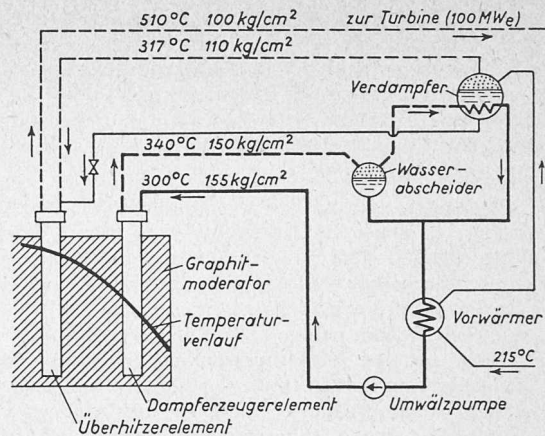 510°C 100 kg/cm² zur Turbine (100 MWe)
317°C 110 kg/cm²
Verdampfer
340°C 150 kg/cm²
Wasser-
abscheider
300°C 155 kg/cm²
Graphit-
moderator
Temperatur-
verlauf
Vorwärmer
215°C
Dampferzeugerelement
Umwälzpumpe
Überhitzerelement